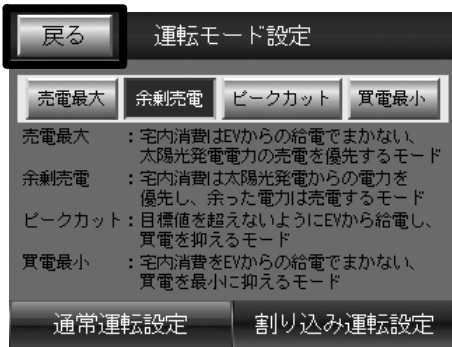 戻る
運転モード設定
売電最大 余剰売電 ピークカット 買電最小
売電最大 :宅内消費はEVからの給電でまかない、
太陽光発電電力の売電を優先するモード
余剰売電 :宅内消費は太陽光発電からの電力を
優先し、余った電力は売電するモード
ピークカット:目標値を超えないようにEVから給電し、
買電を抑えるモード
買電最小 :宅内消費をEVからの給電でまかない、
買電を最小に抑えるモード
通常運転設定 割り込み運転設定